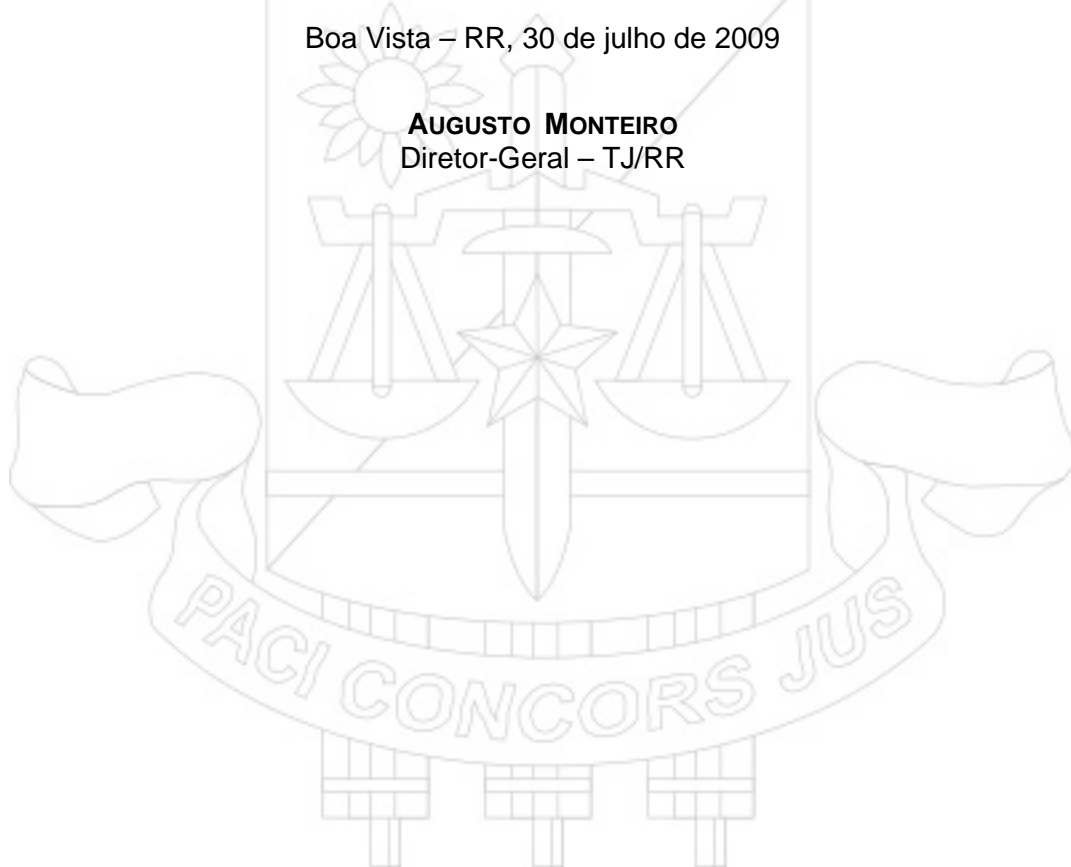 Boa Vista – RR, 30 de julho de 2009
AUGUSTO MONTEIRO
Diretor-Geral – TJ/RR
PACI CONCORS JUS